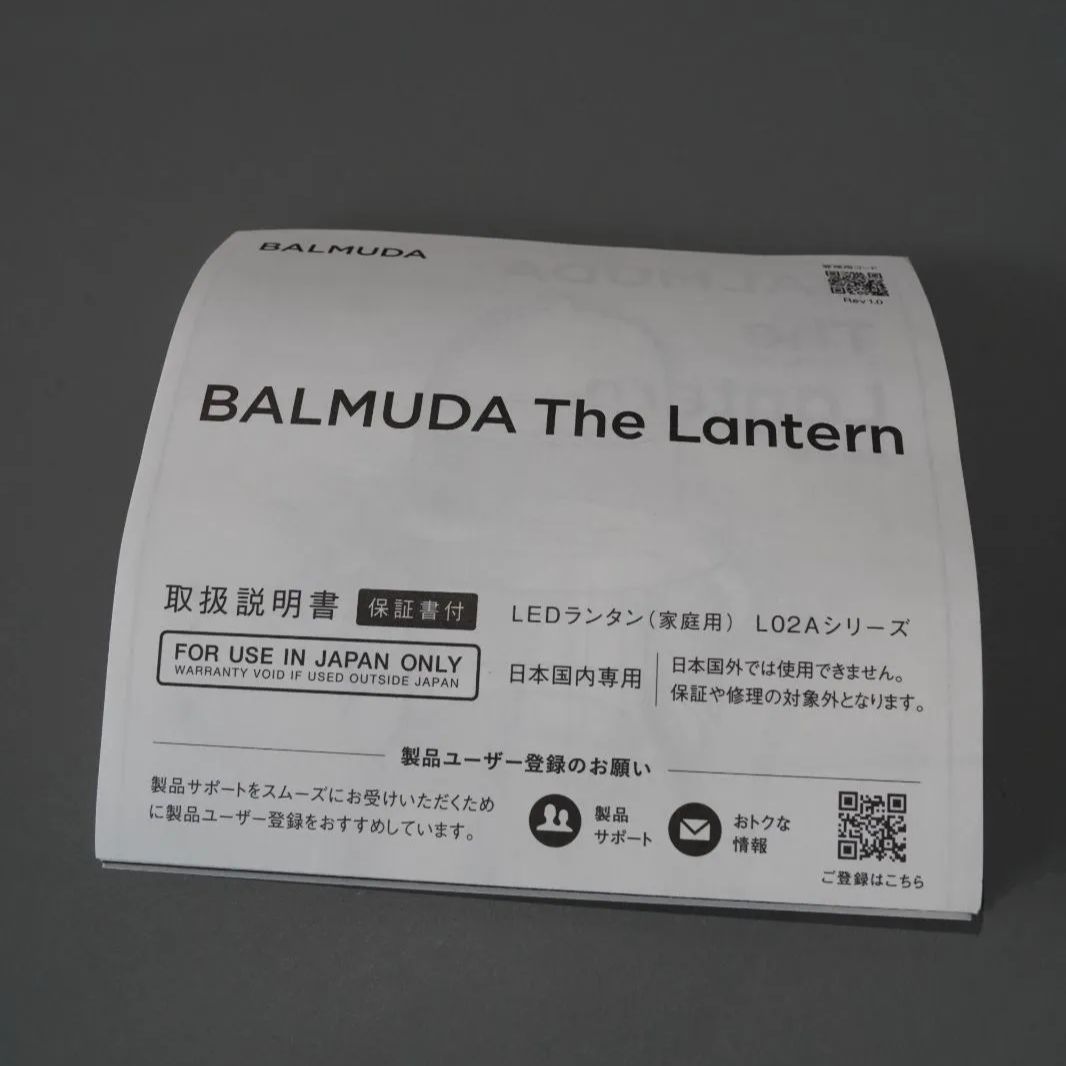 BALMUDA
管理用コード
Rev 1.0
BALMUDA The Lantern
取扱説明書 保証書付
LEDランタン(家庭用) L02Aシリーズ
FOR USE IN JAPAN ONLY
WARRANTY VOID IF USED OUTSIDE JAPAN
日本国内専用
日本国外では使用できません。
保証や修理の対象外となります。
製品ユーザー登録のお願い
製品サポートをスムーズにお受けいただくため
に製品ユーザー登録をおすすめしています。
製品
サポート
おトクな
情報
ご登録はこちら